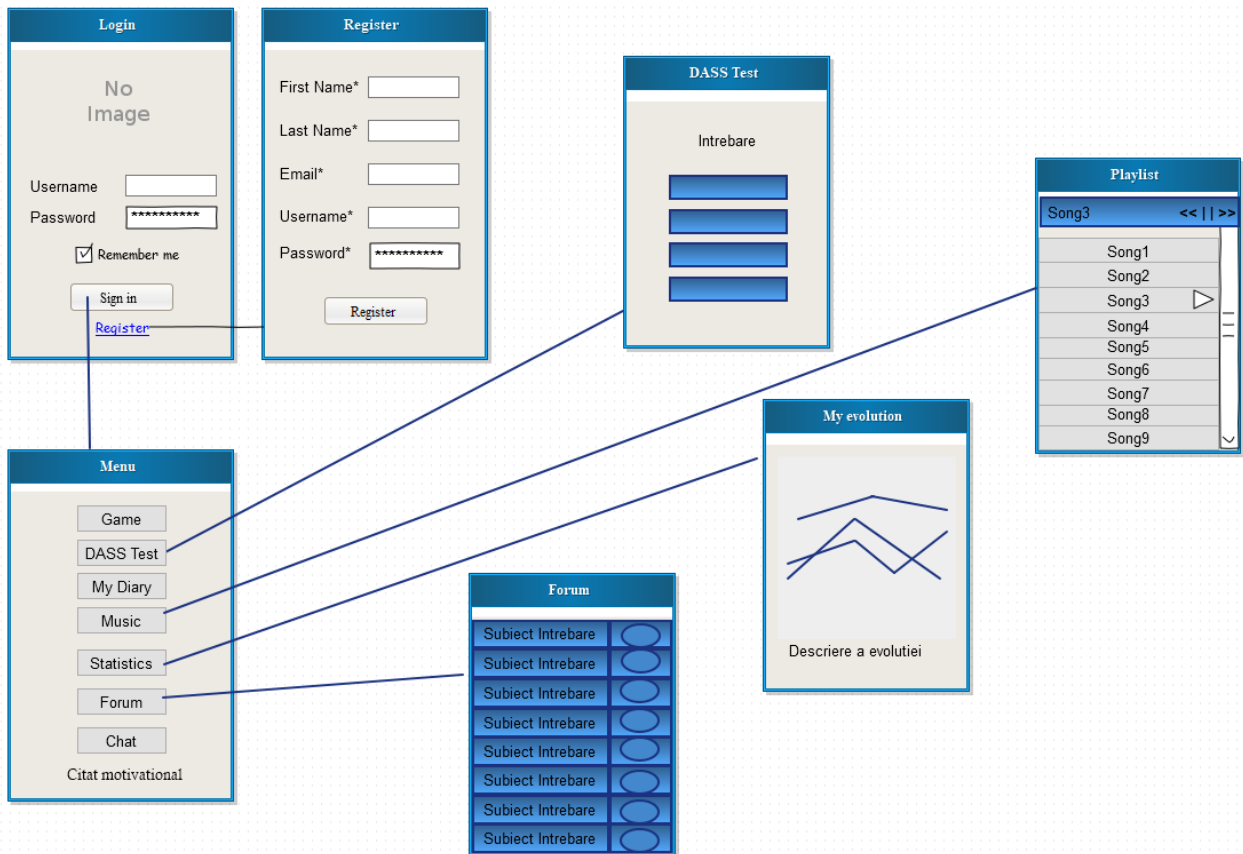 Login
No
Image
Username
Password **********
Remember me
Sign in
Register
Register
First Name*
Last Name*
Email*
Username*
Password* **********
Register
DASS Test
Intrebare
Playlist
Song3 << || >>
Song1
Song2
Song3
Song4
Song5
Song6
Song7
Song8
Song9
Menu
Game
DASS Test
My Diary
Music
Statistics
Forum
Chat
Citat motivational
Forum
Subiect Intrebare
Subiect Intrebare
Subiect Intrebare
Subiect Intrebare
Subiect Intrebare
Subiect Intrebare
Subiect Intrebare
Subiect Intrebare
My evolution
Descriere a evolutiei